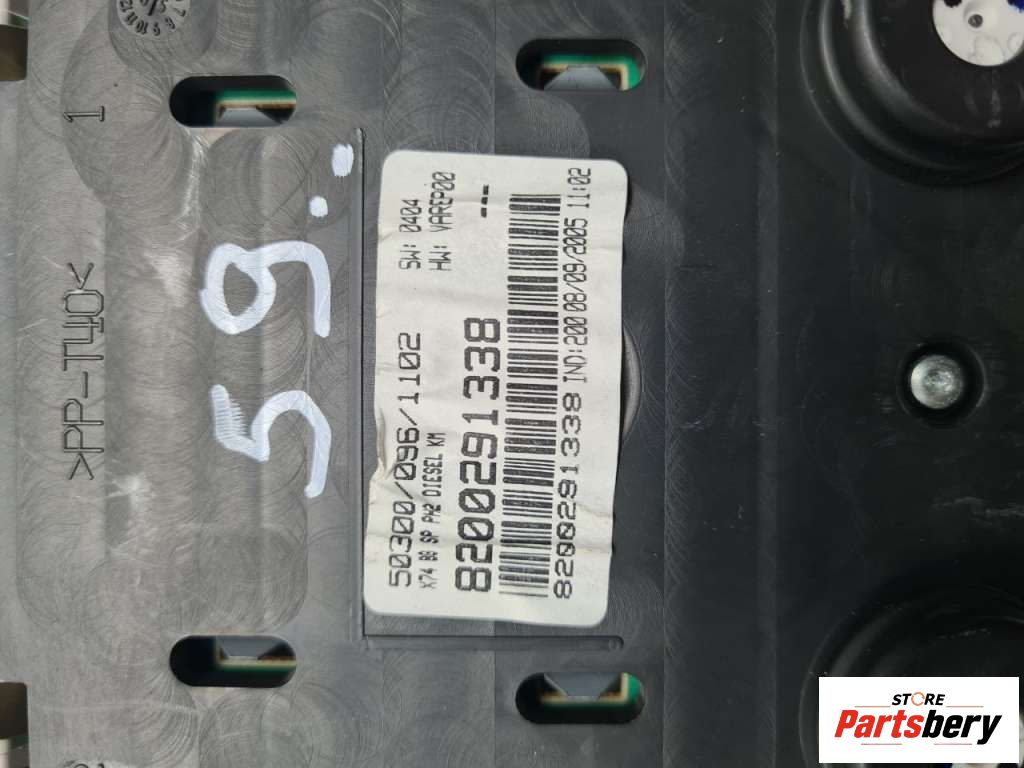 >PP-T40<
1
59..
50300/096/1102
SW: 0404
X74 BG SP PH2 DIESEL KM
HW: VAREP00
8200291338
8200291338 IND:200 08/09/2005 11:02
STORE
Partsbery